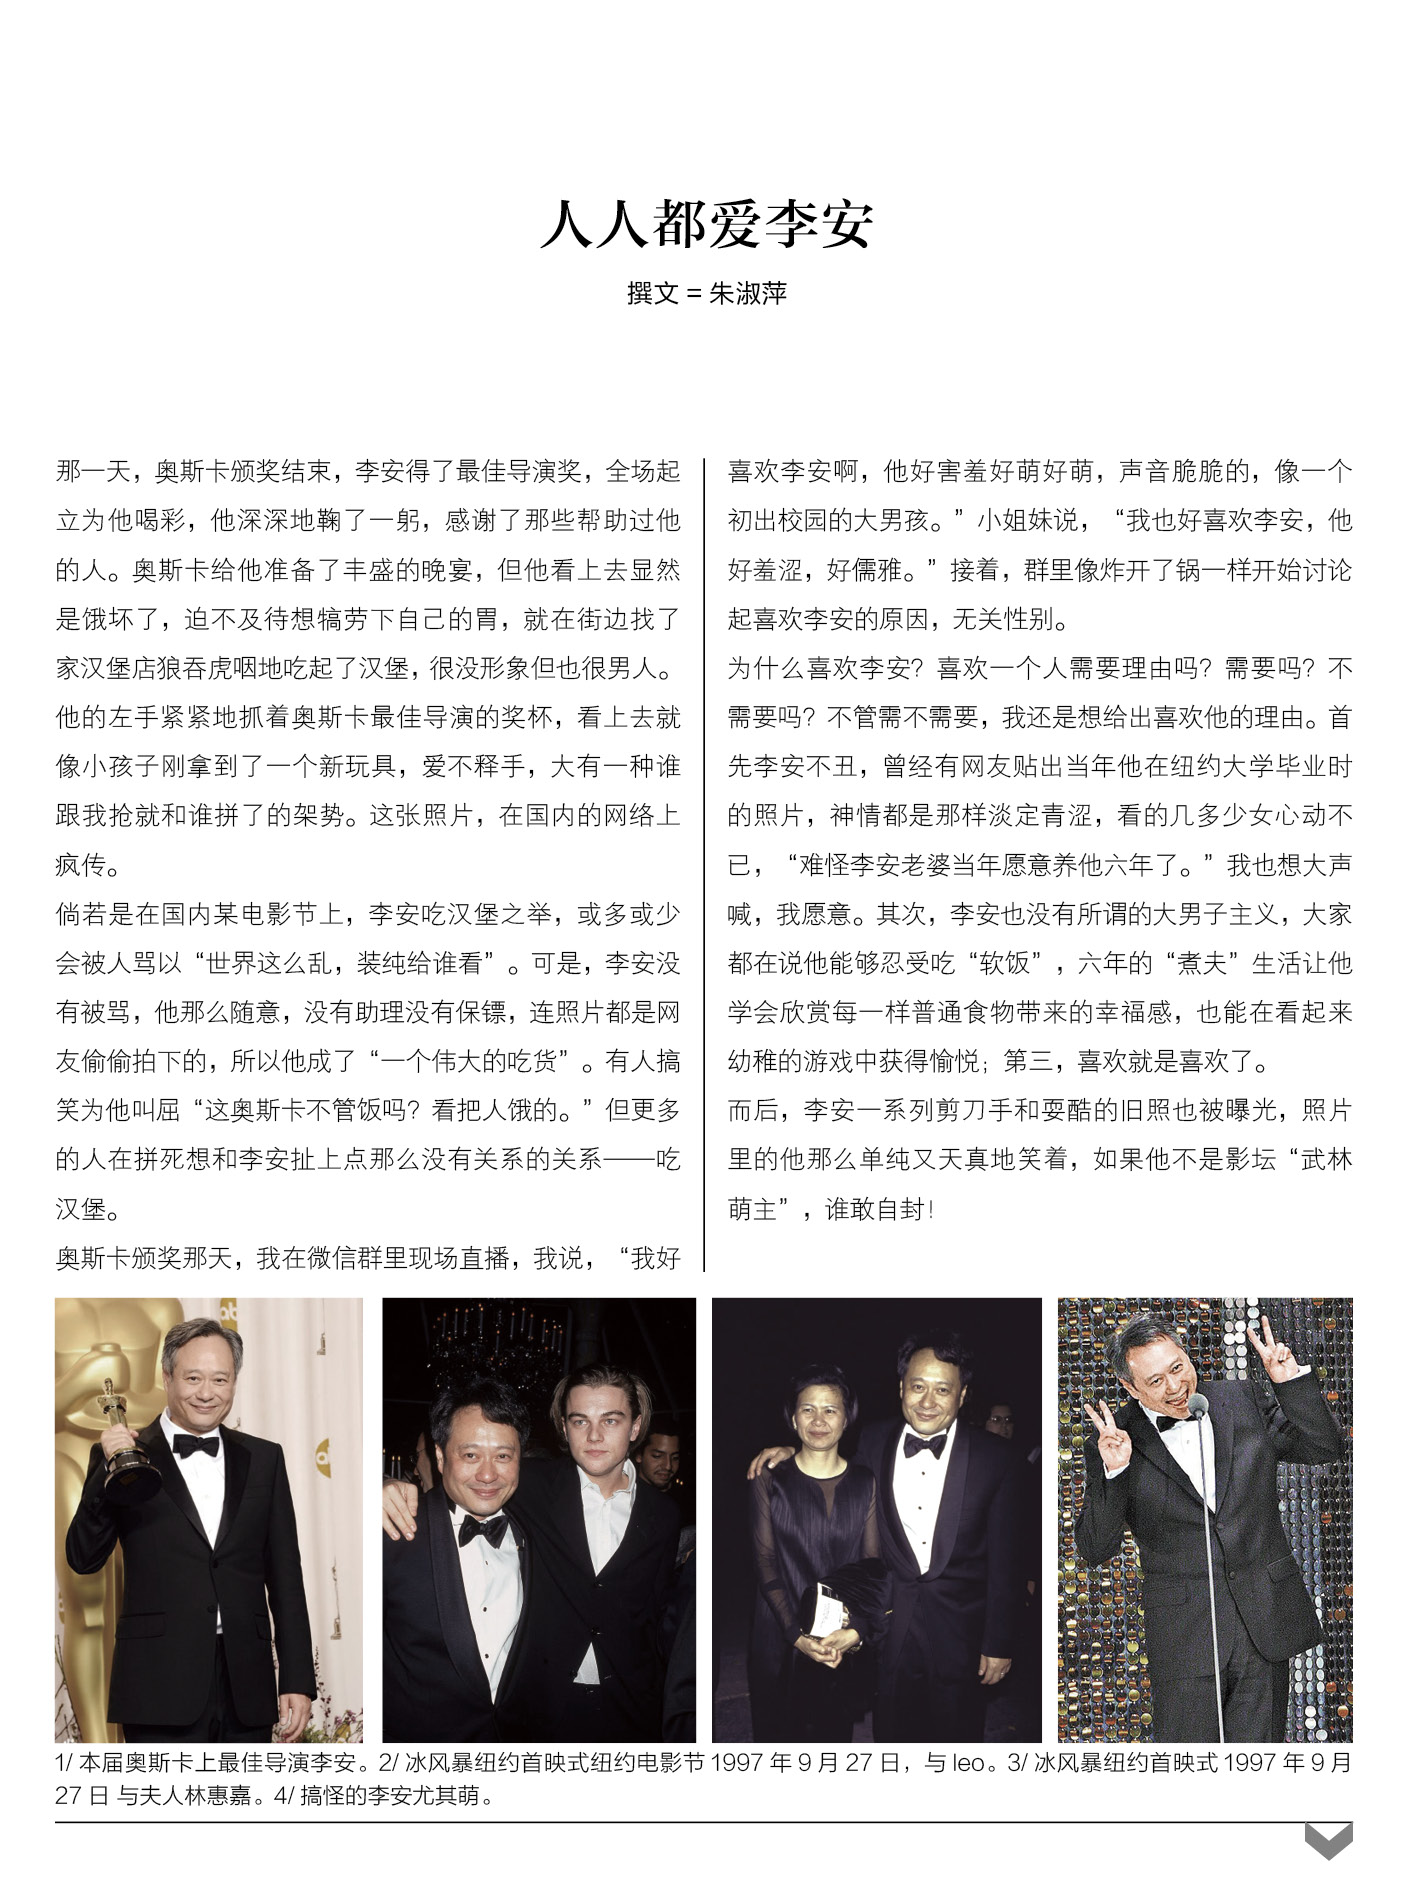 人人都爱李安
撰文 = 朱淑萍
那一天，奥斯卡颁奖结束，李安得了最佳导演奖，全场起
立为他喝彩，他深深地鞠了一躬，感谢了那些帮助过他
的人。奥斯卡给他准备了丰盛的晚宴，但他看上去显然
是饿坏了，迫不及待想犒劳下自己的胃，就在街边找了
家汉堡店狼吞虎咽地吃起了汉堡，很没形象但也很男人。
他的左手紧紧地抓着奥斯卡最佳导演的奖杯，看上去就
像小孩子刚拿到了一个新玩具，爱不释手，大有一种谁
跟我抢就和谁拼了的架势。这张照片，在国内的网络上
疯传。
倘若是在国内某电影节上，李安吃汉堡之举，或多或少
会被人骂以“世界这么乱，装纯给谁看”。可是，李安没
有被骂，他那么随意，没有助理没有保镖，连照片都是网
友偷偷拍下的，所以他成了“一个伟大的吃货”。有人搞
笑为他叫屈“这奥斯卡不管饭吗？看把人饿的。”但更多
的人在拼死想和李安扯上点那么没有关系的关系——吃
汉堡。
奥斯卡颁奖那天，我在微信群里现场直播，我说，“我好
喜欢李安啊，他好害羞好萌好萌，声音脆脆的，像一个
初出校园的大男孩。”小姐妹说，“我也好喜欢李安，他
好羞涩，好儒雅。”接着，群里像炸开了锅一样开始讨论
起喜欢李安的原因，无关性别。
为什么喜欢李安？喜欢一个人需要理由吗？需要吗？不
需要吗？不管需不需要，我还是想给出喜欢他的理由。首
先李安不丑，曾经有网友贴出当年他在纽约大学毕业时
的照片，神情都是那样淡定青涩，看的几多少女心动不
已，“难怪李安老婆当年愿意养他六年了。”我也想大声
喊，我愿意。其次，李安也没有所谓的大男子主义，大家
都在说他能够忍受吃“软饭”，六年的“煮夫”生活让他
学会欣赏每一样普通食物带来的幸福感，也能在看起来
幼稚的游戏中获得愉悦；第三，喜欢就是喜欢了。
而后，李安一系列剪刀手和耍酷的旧照也被曝光，照片
里的他那么单纯又天真地笑着，如果他不是影坛“武林
萌主”，谁敢自封！
1/ 本届奥斯卡上最佳导演李安。2/ 冰风暴纽约首映式纽约电影节 1997 年 9 月 27 日，与 leo。3/ 冰风暴纽约首映式 1997 年 9 月
27 日 与夫人林惠嘉。4/ 搞怪的李安尤其萌。